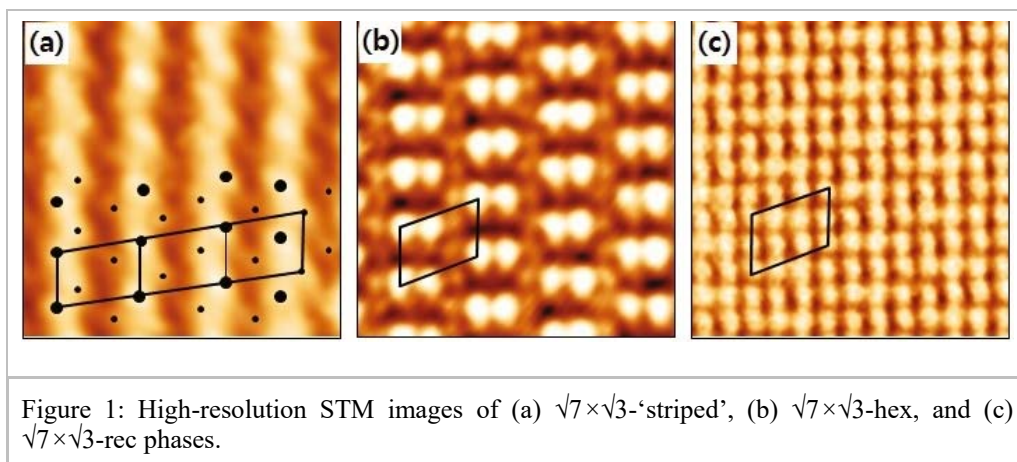 (a) (b) (c)
Figure 1: High-resolution STM images of (a) √7×√3-‘striped’, (b) √7×√3-hex, and (c)
√7×√3-rec phases.